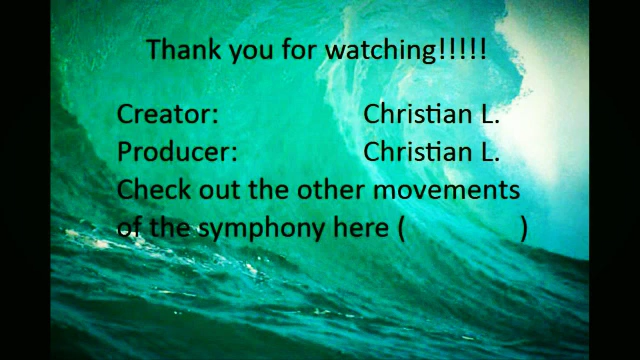 Thank you for watching!!!!!
Creator: Christian L.
Producer: Christian L.
Check out the other movements
of the symphony here ( )